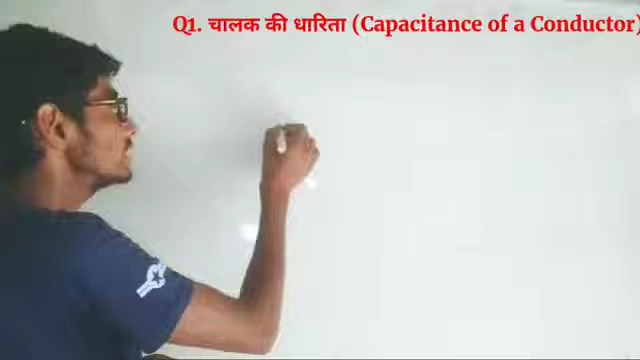 Q1. चालक की धारिता (Capacitance of a Conductor)